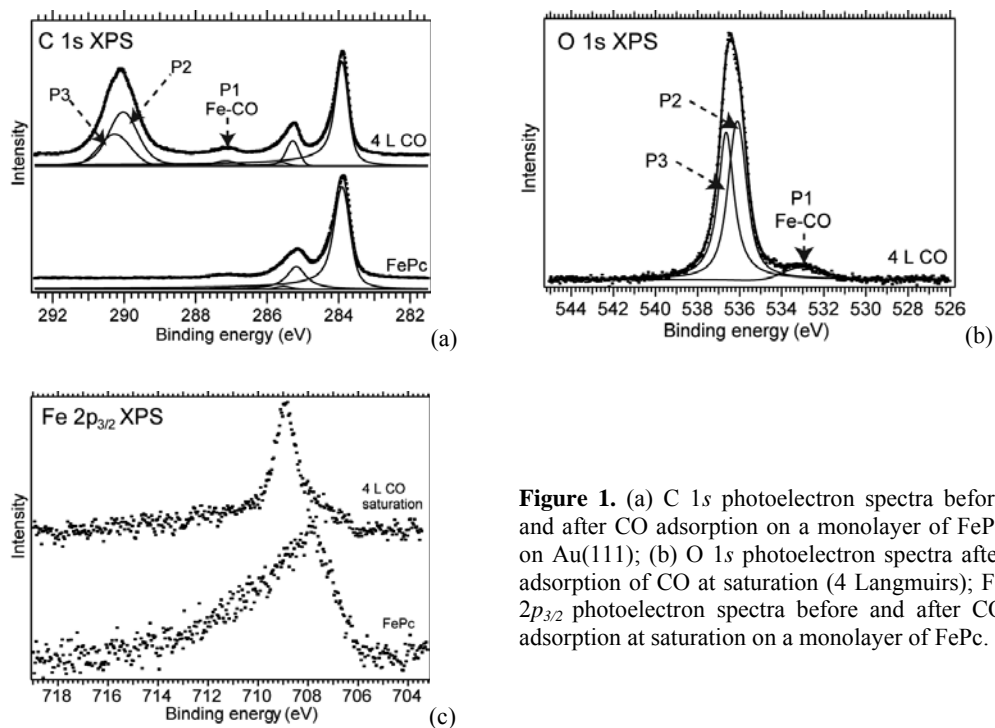 C 1s XPS
P3
P2
P1
Fe-CO
4 L CO
FePc
Intensity
292 290 288 286 284 282
Binding energy (eV)
(a)
O 1s XPS
P2
P3
P1
Fe-CO
4 L CO
Intensity
544 542 540 538 536 534 532 530 528 526
Binding energy (eV)
(b)
Fe 2p3/2 XPS
4 L CO
saturation
FePc
Intensity
718 716 714 712 710 708 706 704
Binding energy (eV)
(c)
Figure 1. (a) C 1s photoelectron spectra befor
and after CO adsorption on a monolayer of FeP
on Au(111); (b) O 1s photoelectron spectra afte
adsorption of CO at saturation (4 Langmuirs); F
2p3/2 photoelectron spectra before and after CO
adsorption at saturation on a monolayer of FePc.